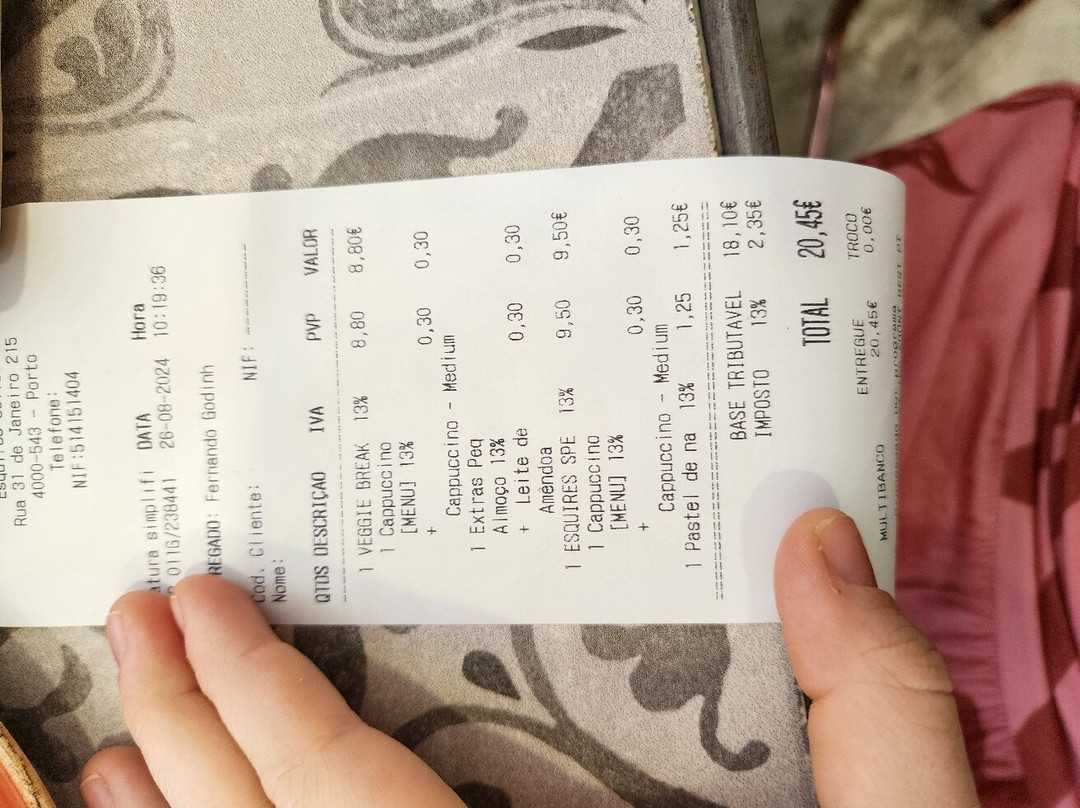 Rua 31 de Janeiro 215
4000-543 - Porto
Telefone:
NIF:514151404
atura simplifi DATA Hora
0116/238441 26-08-2024 10:19:36
REGADO: Fernando Godinh
Cod. Cliente: NIF: ----------
Nome:
QTDS DESCRIÇAO IVA PVP VALOR
1 VEGGIE BREAK 13% 8,80 8,80€
1 Cappuccino
[MENU] 13% 0,30 0,30
+
Cappuccino - Medium
1 Extras Peq
Almoço 13% 0,30 0,30
+ Leite de
Amêndoa
1 ESQUIRES SPE 13% 9,50 9,50€
1 Cappuccino
[MENU] 13% 0,30 0,30
+
Cappuccino - Medium
1 Pastel de na 13% 1,25 1,25€
BASE TRIBUTAVEL 18,10€
IMPOSTO 13% 2,35€
TOTAL 20,45€
ENTREGUE TROCO
MULTIBANCO 20,45€ 0,00€